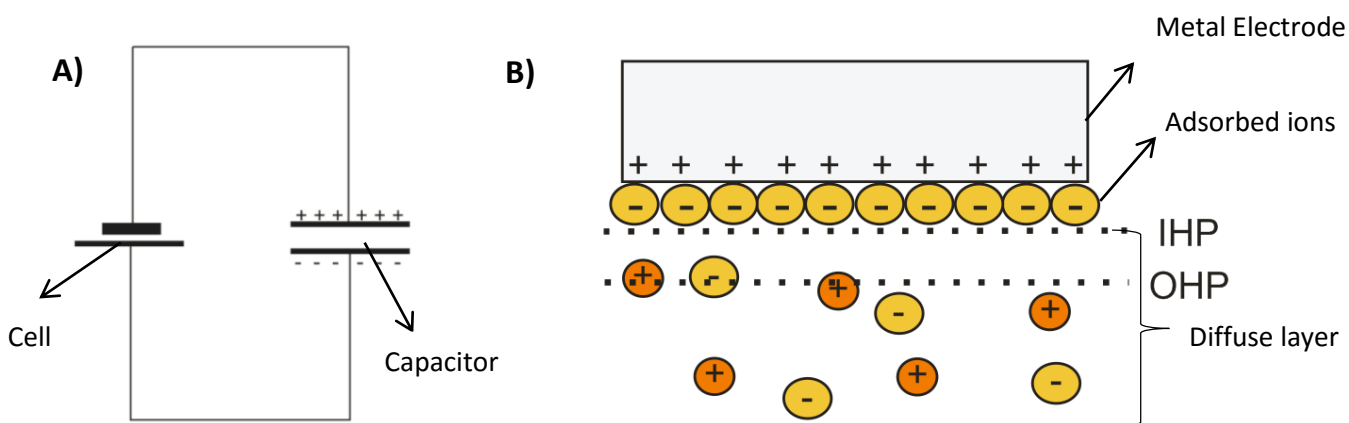 A)
Cell
+ + + + + +
- - - - - -
Capacitor
B)
Metal Electrode
Adsorbed ions
+ + + + + + + + + +
- - - - - - - - - -
IHP
+ - +
OHP
- +
Diffuse layer
+ - + -